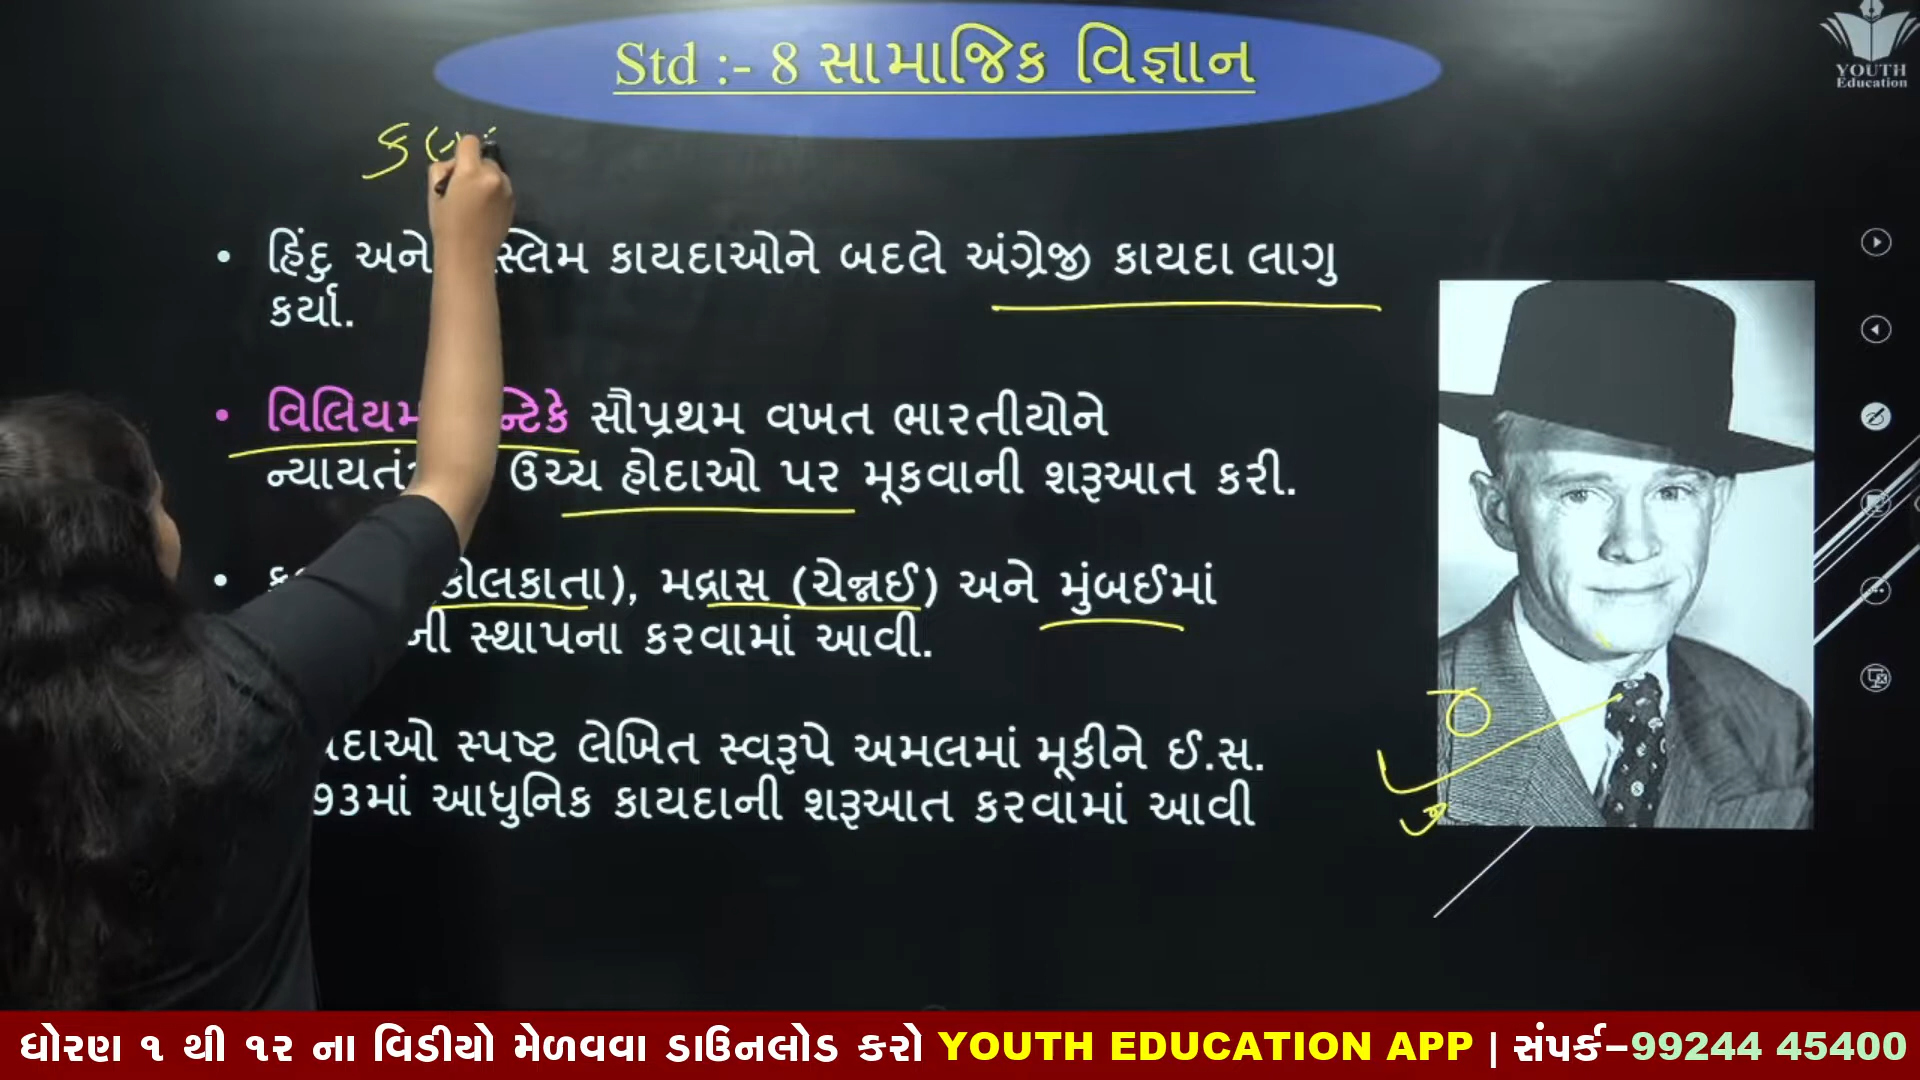 Std :- 8 સામાજિક વિજ્ઞાન
YOUTH
Education
• હિંદુ અને કાયદાઓને બદલે અંગ્રેજી કાયદા લાગુ
કર્યા.
• સૌપ્રથમ વખત ભારતીયોને
ઉચ્ચ હોદાઓ પર મૂકવાની શરૂઆત કરી.
• કોલકાતા), મદ્રાસ (ચેન્નઈ) અને મુંબઈમાં
ની સ્થાપના કરવામાં આવી.
સ્પષ્ટ લેખિત સ્વરૂપે અમલમાં મૂકીને ઈ.સ.
93માં આધુનિક કાયદાની શરૂઆત કરવામાં આવી
ધોરણ ૧ થી ૧૨ ના વિડીયો મેળવવા ડાઉનલોડ કરો YOUTH EDUCATION APP | સંપર્ક–99244 45400